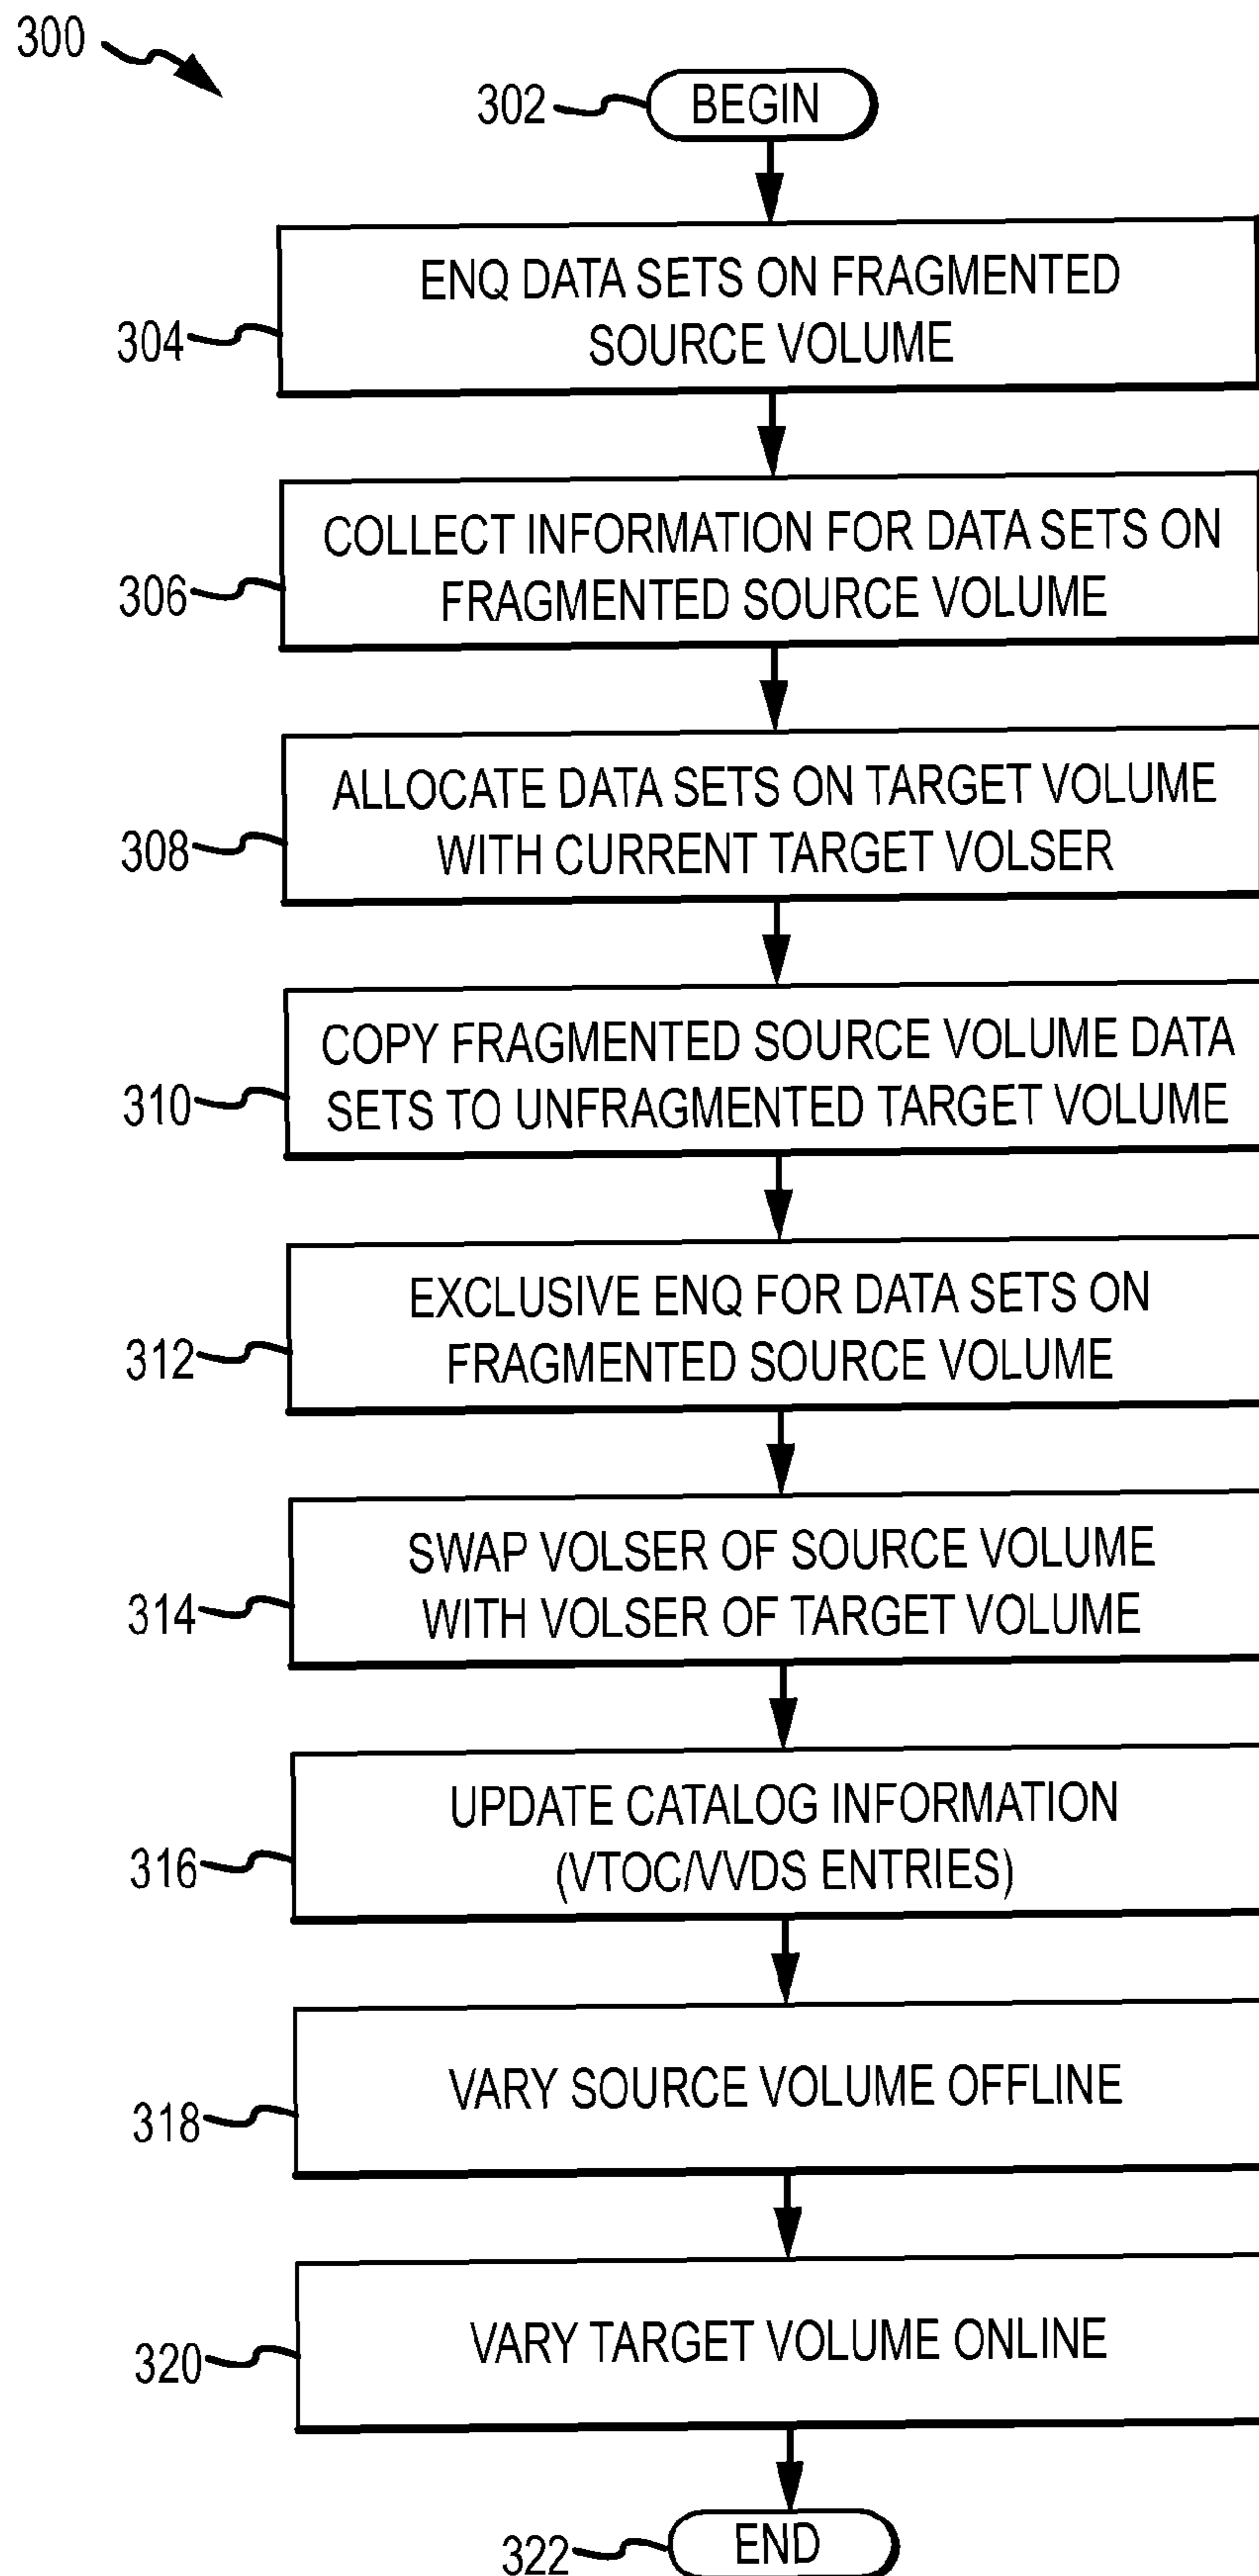 300
302 BEGIN
ENQ DATA SETS ON FRAGMENTED
SOURCE VOLUME
304
COLLECT INFORMATION FOR DATA SETS ON
FRAGMENTED SOURCE VOLUME
306
ALLOCATE DATA SETS ON TARGET VOLUME
WITH CURRENT TARGET VOLSER
308
COPY FRAGMENTED SOURCE VOLUME DATA
SETS TO UNFRAGMENTED TARGET VOLUME
310
EXCLUSIVE ENQ FOR DATA SETS ON
FRAGMENTED SOURCE VOLUME
312
SWAP VOLSER OF SOURCE VOLUME
WITH VOLSER OF TARGET VOLUME
314
UPDATE CATALOG INFORMATION
(VTOC/VVDS ENTRIES)
316
VARY SOURCE VOLUME OFFLINE
318
VARY TARGET VOLUME ONLINE
320
322 END